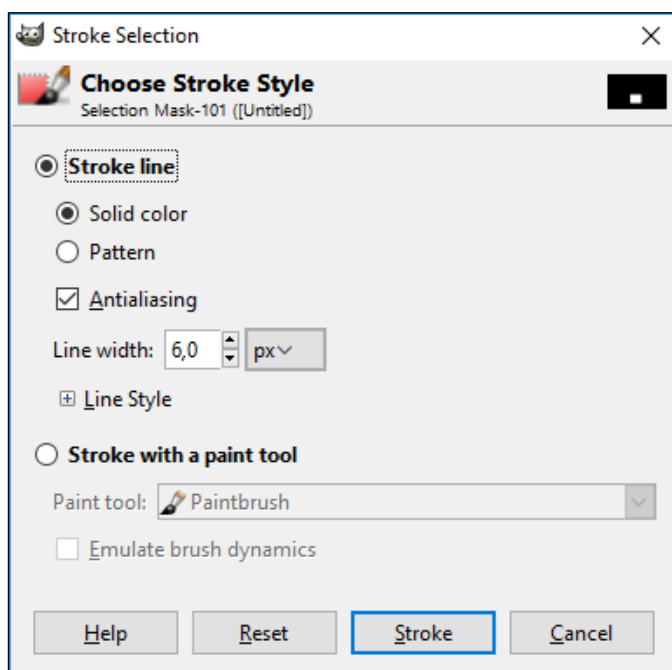 Stroke Selection
Choose Stroke Style
Selection Mask-101 ([Untitled])
Stroke line
Solid color
Pattern
Antialiasing
Line width: 6,0 px
Line Style
Stroke with a paint tool
Paint tool: Paintbrush
Emulate brush dynamics
Help Reset Stroke Cancel